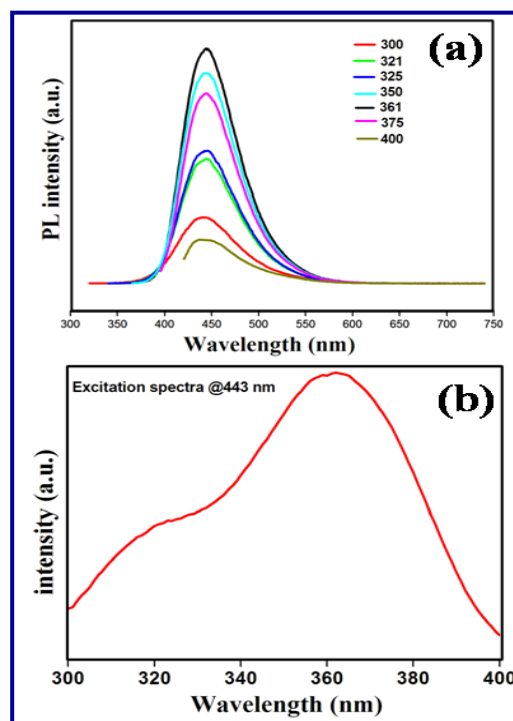 (a)
300
321
325
350
361
375
400
PL intensity (a.u.)
300 350 400 450 500 550 600 650 700 750
Wavelength (nm)
Excitation spectra @443 nm
(b)
intensity (a.u.)
300 320 340 360 380 400
Wavelength (nm)